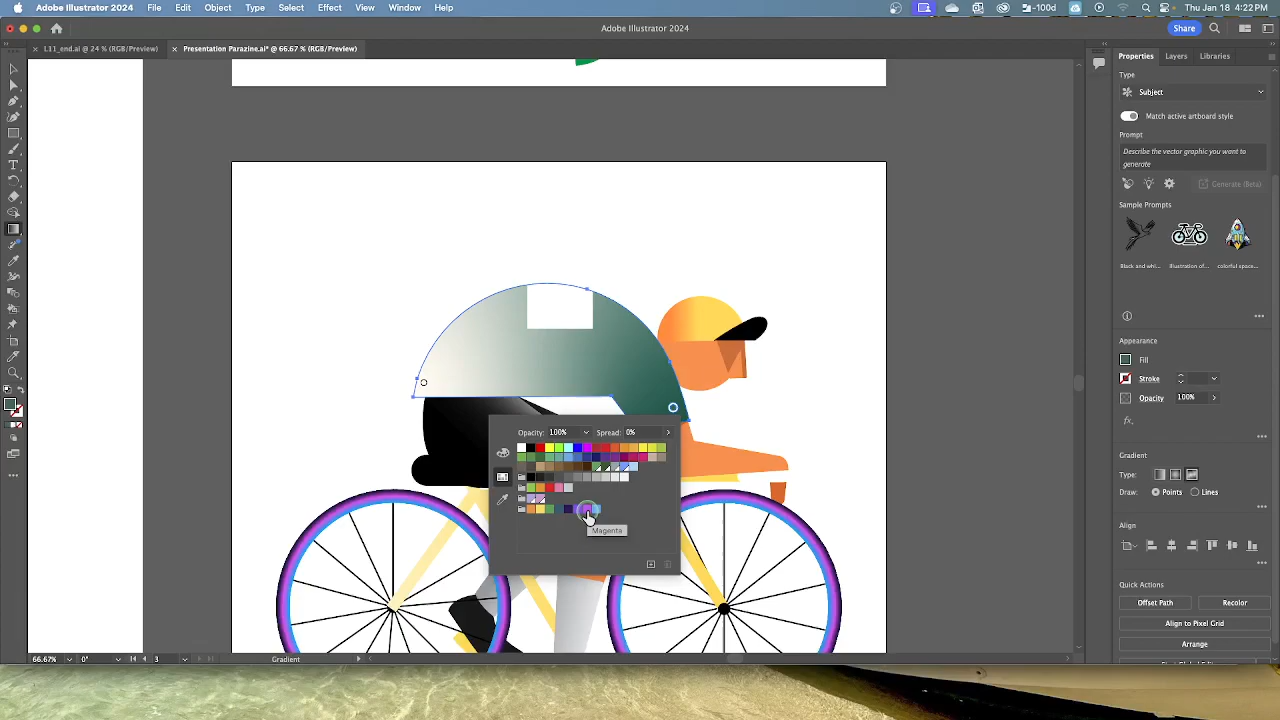 Adobe Illustrator 2024 File Edit Object Type Select Effect View Window Help
-100d Thu Jan 18 4:22 PM
Adobe Illustrator 2024
Share
LI1_end.ai @ 24 % (RGB/Preview)
Presentation Parazine.ai* @ 66.67 % (RGB/Preview)
Properties Layers Libraries
Type
Subject
Match active artboard style
Prompt
Describe the vector graphic you want to
generate
Generate (Beta)
Sample Prompts
Black and whi... Illustration of... colorful space...
Appearance
Fill
Stroke
Opacity 100%
Gradient
Type:
Draw: Points Lines
Align
Quick Actions
Offset Path Recolor
Align to Pixel Grid
Arrange
Opacity: 100% Spread: 0%
Magenta
66.67% 0° 3 Gradient